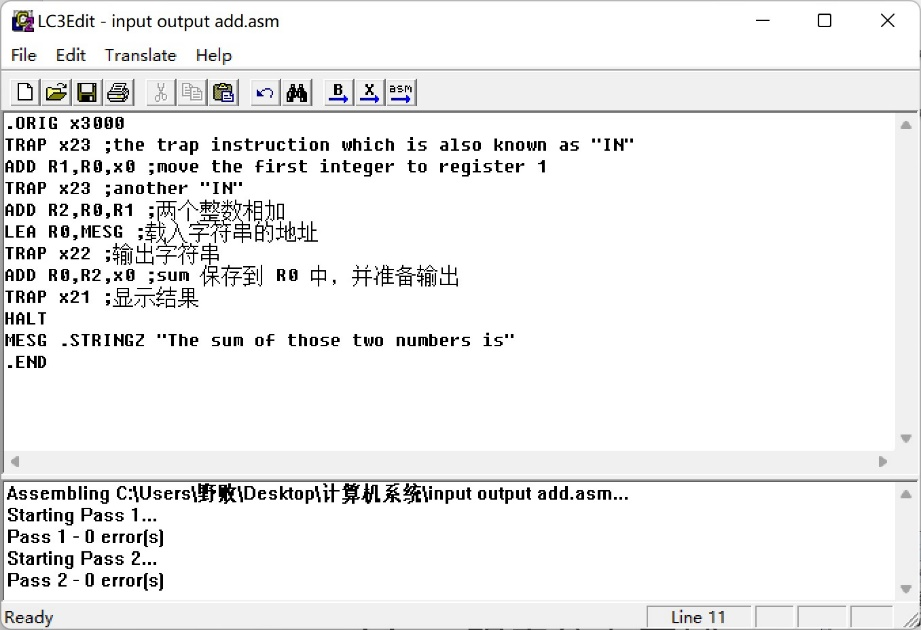 LC3Edit - input output add.asm
File Edit Translate Help
B X asm
.ORIG x3000
TRAP x23 ;the trap instruction which is also known as "IN"
ADD R1,R0,x0 ;move the first integer to register 1
TRAP x23 ;another "IN"
ADD R2,R0,R1 ;两个整数相加
LEA R0,MESG ;载入字符串的地址
TRAP x22 ;输出字符串
ADD R0,R2,x0 ;sum 保存到 R0 中，并准备输出
TRAP x21 ;显示结果
HALT
MESG .STRINGZ "The sum of those two numbers is"
.END
Assembling C:\Users\野败\Desktop\计算机系统\input output add.asm...
Starting Pass 1...
Pass 1 - 0 error(s)
Starting Pass 2...
Pass 2 - 0 error(s)
Ready Line 11